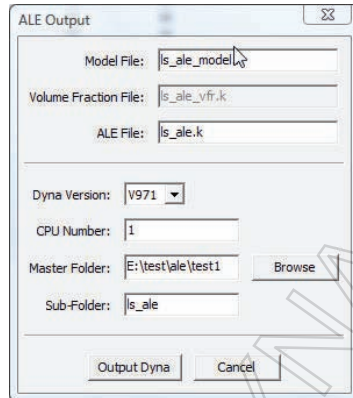 ALE Output
Model File: ls_ale_model.
Volume Fraction File: ls_ale_vfr.k
ALE File: ls_ale.k
Dyna Version: V971
CPU Number: 1
Master Folder: E:\test\ale\test1 Browse
Sub-Folder: ls_ale
Output Dyna Cancel